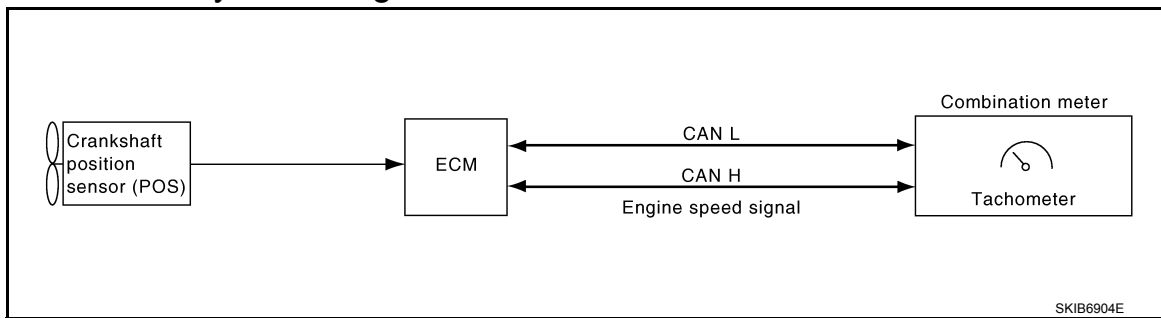 Crankshaft
position
sensor (POS)
ECM
CAN L
CAN H
Engine speed signal
Combination meter
Tachometer
SKIB6904E